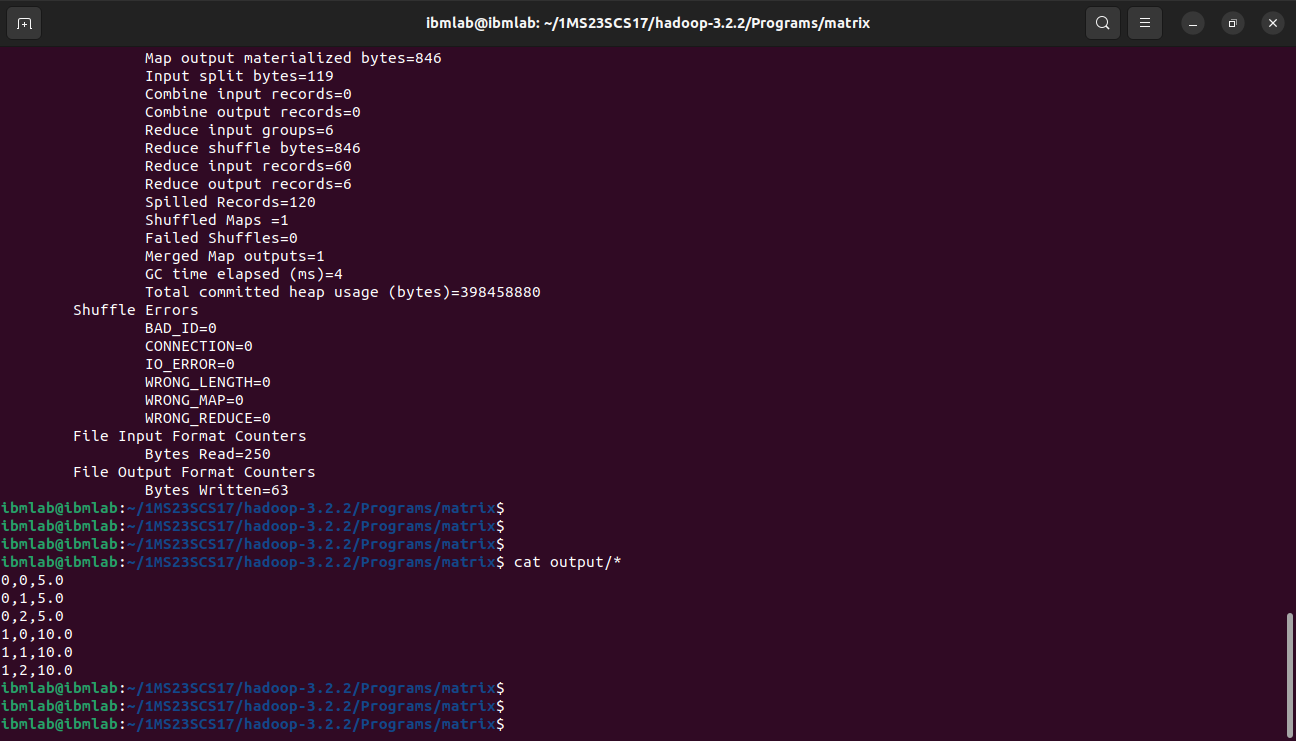 ibmlab@ibmlab: ~/1MS23SCS17/hadoop-3.2.2/Programs/matrix
Map output materialized bytes=846
Input split bytes=119
Combine input records=0
Combine output records=0
Reduce input groups=6
Reduce shuffle bytes=846
Reduce input records=60
Reduce output records=6
Spilled Records=120
Shuffled Maps =1
Failed Shuffles=0
Merged Map outputs=1
GC time elapsed (ms)=4
Total committed heap usage (bytes)=398458880
Shuffle Errors
BAD_ID=0
CONNECTION=0
IO_ERROR=0
WRONG_LENGTH=0
WRONG_MAP=0
WRONG_REDUCE=0
File Input Format Counters
Bytes Read=250
File Output Format Counters
Bytes Written=63
ibmlab@ibmlab:~/1MS23SCS17/hadoop-3.2.2/Programs/matrix$
ibmlab@ibmlab:~/1MS23SCS17/hadoop-3.2.2/Programs/matrix$
ibmlab@ibmlab:~/1MS23SCS17/hadoop-3.2.2/Programs/matrix$
ibmlab@ibmlab:~/1MS23SCS17/hadoop-3.2.2/Programs/matrix$ cat output/*
0,0,5.0
0,1,5.0
0,2,5.0
1,0,10.0
1,1,10.0
1,2,10.0
ibmlab@ibmlab:~/1MS23SCS17/hadoop-3.2.2/Programs/matrix$
ibmlab@ibmlab:~/1MS23SCS17/hadoop-3.2.2/Programs/matrix$
ibmlab@ibmlab:~/1MS23SCS17/hadoop-3.2.2/Programs/matrix$